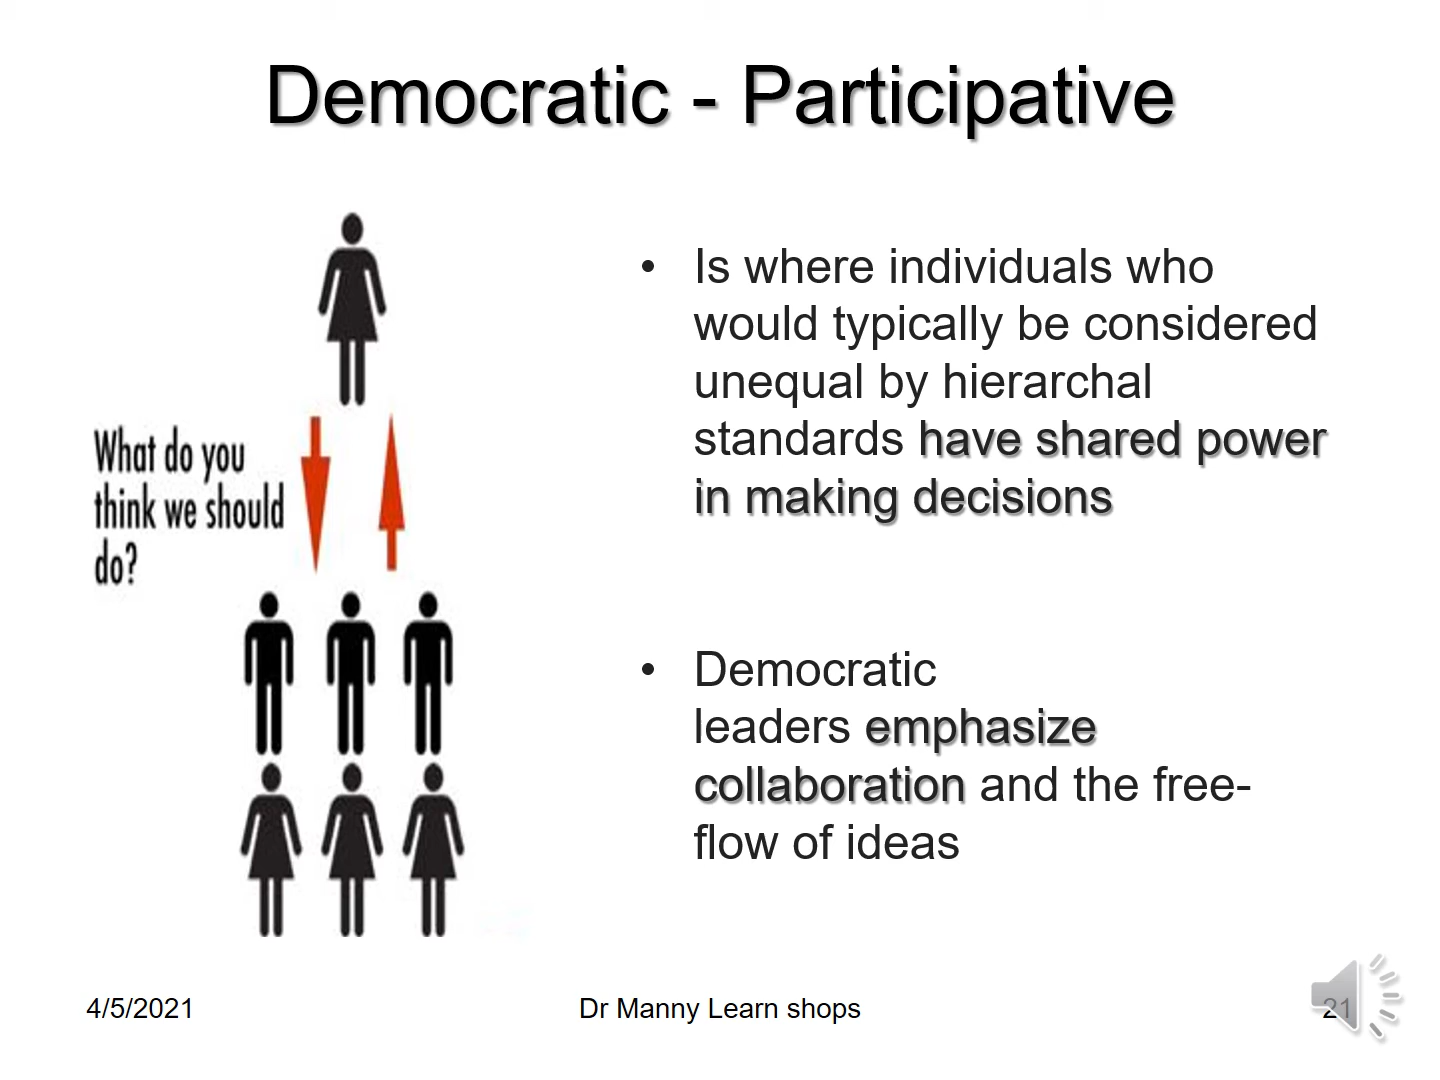 Democratic - Participative
What do you
think we should
do?
• Is where individuals who
would typically be considered
unequal by hierarchal
standards have shared power
in making decisions
• Democratic
leaders emphasize
collaboration and the free-
flow of ideas
4/5/2021
Dr Manny Learn shops
21